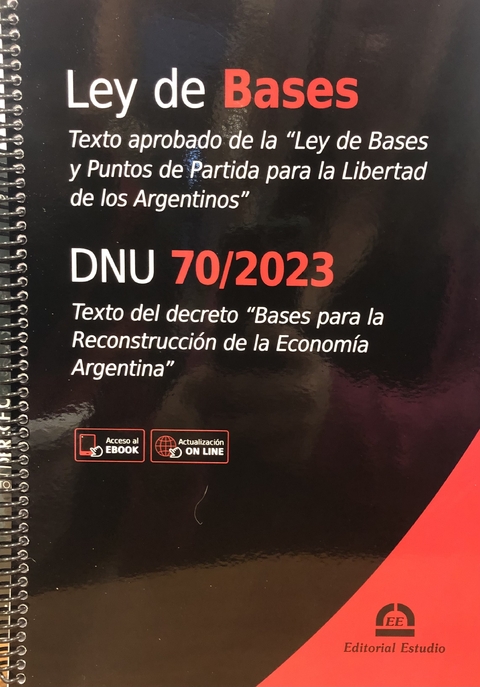 Ley de Bases
Texto aprobado de la “Ley de Bases
y Puntos de Partida para la Libertad
de los Argentinos”
DNU 70/2023
Texto del decreto “Bases para la
Reconstrucción de la Economía
Argentina”
Acceso al
EBOOK
Actualización
ON LINE
EE
Editorial Estudio